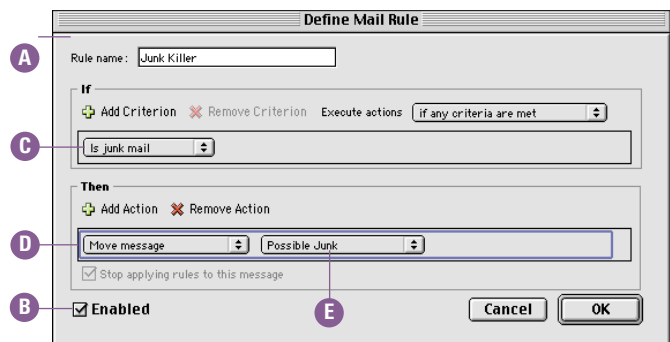 Define Mail Rule
A
Rule name: Junk Killer
If
Add Criterion Remove Criterion Execute actions if any criteria are met
C
Is junk mail
Then
Add Action Remove Action
D
Move message Possible Junk
Stop applying rules to this message
B
Enabled
E
Cancel OK